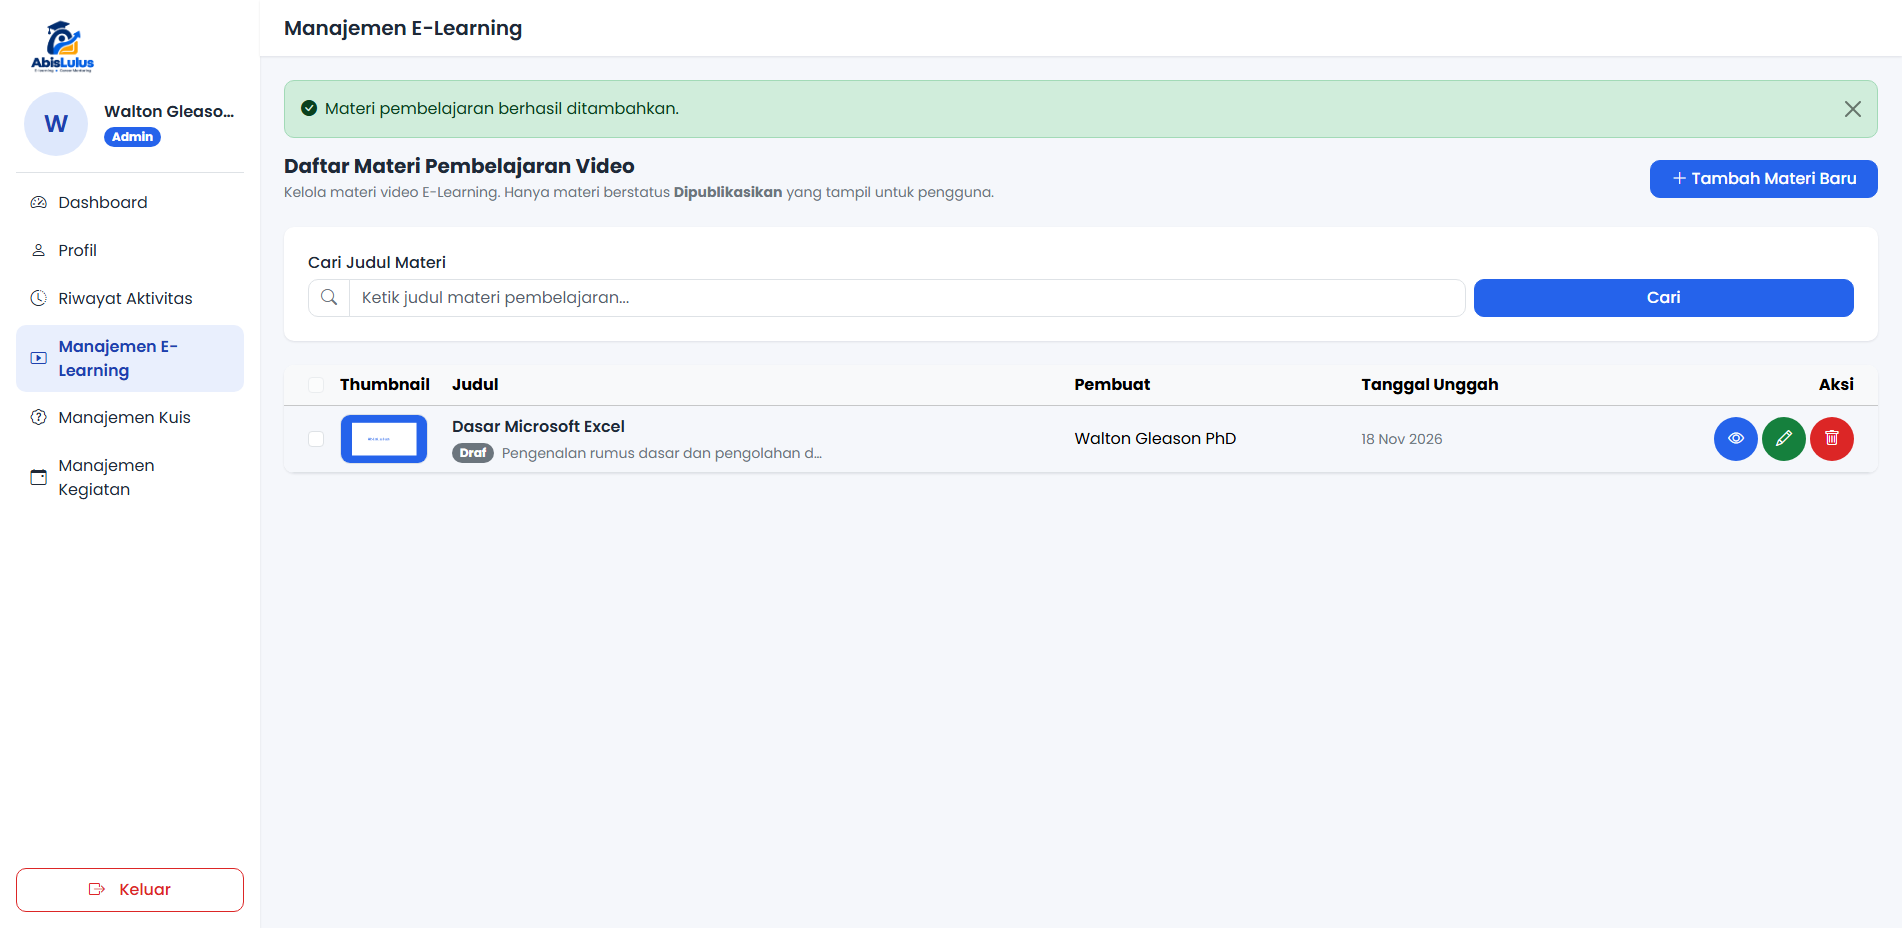 AbisLulus
W
Walton Gleaso...
Admin
Dashboard
Profil
Riwayat Aktivitas
Manajemen E-
Learning
Manajemen Kuis
Manajemen
Kegiatan
Keluar
Manajemen E-Learning
Materi pembelajaran berhasil ditambahkan.
Daftar Materi Pembelajaran Video
Kelola materi video E-Learning. Hanya materi berstatus Dipublikasikan yang tampil untuk pengguna.
+ Tambah Materi Baru
Cari Judul Materi
Ketik judul materi pembelajaran...
Cari
Thumbnail Judul Pembuat Tanggal Unggah Aksi
Dasar Microsoft Excel
Draf Pengenalan rumus dasar dan pengolahan d...
Walton Gleason PhD
18 Nov 2026